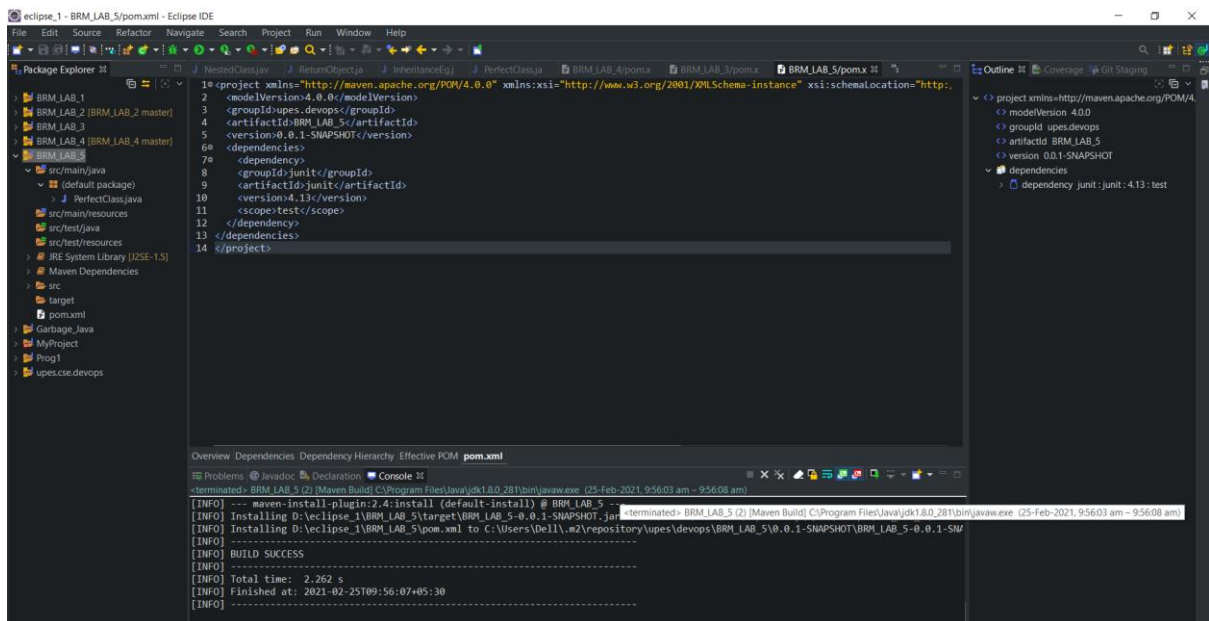 eclipse_1 - BRM_LAB_5/pom.xml - Eclipse IDE
File Edit Source Refactor Navigate Search Project Run Window Help
Package Explorer
BRM_LAB_1
BRM_LAB_2 [BRM_LAB_2 master]
BRM_LAB_3
BRM_LAB_4 [BRM_LAB_4 master]
BRM_LAB_5
src/main/java
(default package)
PerfectClass.java
src/main/resources
src/test/java
src/test/resources
JRE System Library [J2SE-1.5]
Maven Dependencies
src
target
pom.xml
Garbage_Java
MyProject
Prog1
upes.cse.devops
NestedClass.jav ReturnObject.ja InheritanceEg.j PerfectClass.ja BRM_LAB_4/pom.x BRM_LAB_3/pom.x BRM_LAB_5/pom.x
1 <project xmlns="http://maven.apache.org/POM/4.0.0" xmlns:xsi="http://www.w3.org/2001/XMLSchema-instance" xsi:schemaLocation="http:
2 <modelVersion>4.0.0</modelVersion>
3 <groupId>upes.devops</groupId>
4 <artifactId>BRM_LAB_5</artifactId>
5 <version>0.0.1-SNAPSHOT</version>
6 <dependencies>
7 <dependency>
8 <groupId>junit</groupId>
9 <artifactId>junit</artifactId>
10 <version>4.13</version>
11 <scope>test</scope>
12 </dependency>
13 </dependencies>
14 </project>
Overview Dependencies Dependency Hierarchy Effective POM pom.xml
Outline Coverage Git Staging
project xmlns=http://maven.apache.org/POM/4.
modelVersion 4.0.0
groupId upes.devops
artifactId BRM_LAB_5
version 0.0.1-SNAPSHOT
dependencies
dependency junit : junit : 4.13 : test
Problems Javadoc Declaration Console
<terminated> BRM_LAB_5 (2) [Maven Build] C:\Program Files\Java\jdk1.8.0_281\bin\javaw.exe (25-Feb-2021, 9:56:03 am – 9:56:08 am)
[INFO] --- maven-install-plugin:2.4:install (default-install) @ BRM_LAB_5 --
<terminated> BRM_LAB_5 (2) [Maven Build] C:\Program Files\Java\jdk1.8.0_281\bin\javaw.exe (25-Feb-2021, 9:56:03 am – 9:56:08 am)
[INFO] Installing D:\eclipse_1\BRM_LAB_5\target\BRM_LAB_5-0.0.1-SNAPSHOT.jar
[INFO] Installing D:\eclipse_1\BRM_LAB_5\pom.xml to C:\Users\Dell\.m2\repository\upes\devops\BRM_LAB_5\0.0.1-SNAPSHOT\BRM_LAB_5-0.0.1-SNA
[INFO] ------------------------------------------------------------------------
[INFO] BUILD SUCCESS
[INFO] ------------------------------------------------------------------------
[INFO] Total time: 2.262 s
[INFO] Finished at: 2021-02-25T09:56:07+05:30
[INFO] ------------------------------------------------------------------------